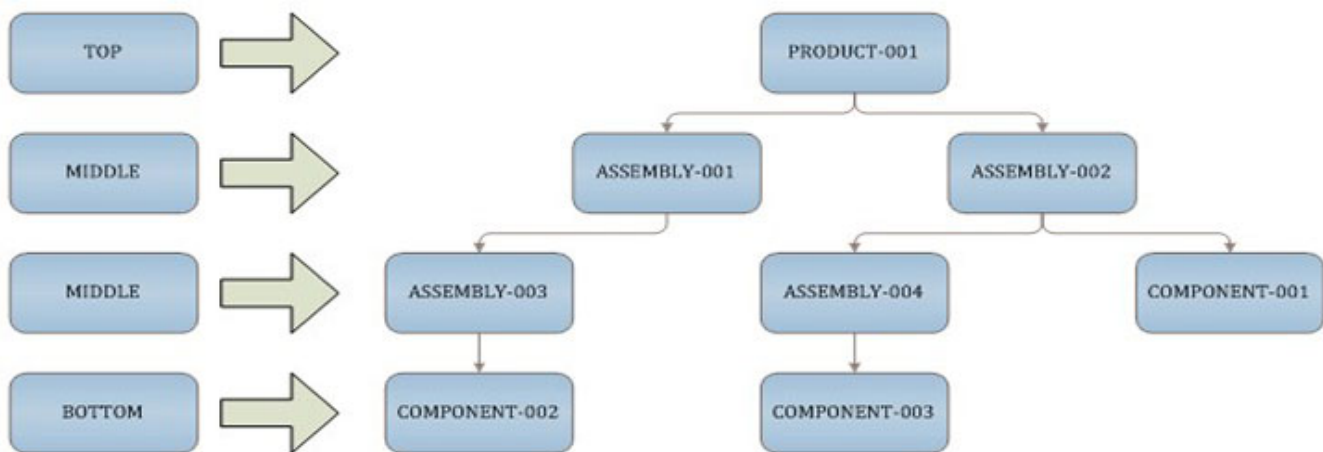 TOP
PRODUCT-001
MIDDLE
ASSEMBLY-001
ASSEMBLY-002
MIDDLE
ASSEMBLY-003
ASSEMBLY-004
COMPONENT-001
BOTTOM
COMPONENT-002
COMPONENT-003